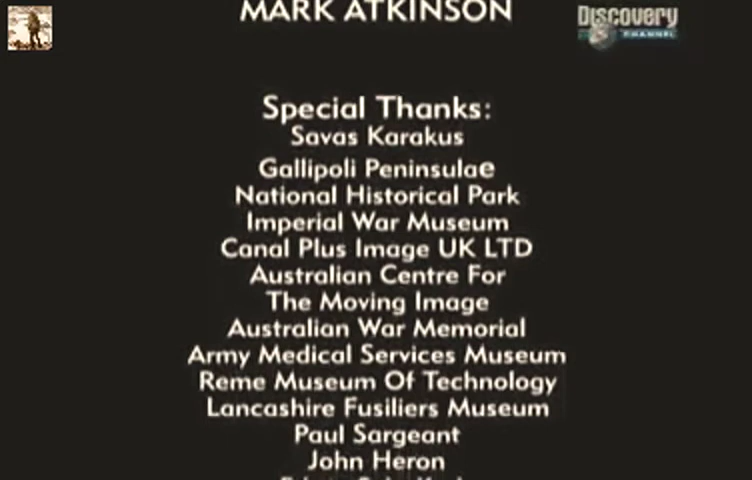 MARK ATKINSON
Discovery
CHANNEL
Special Thanks:
Savas Karakus
Gallipoli Peninsulae
National Historical Park
Imperial War Museum
Canal Plus Image UK LTD
Australian Centre For
The Moving Image
Australian War Memorial
Army Medical Services Museum
Reme Museum Of Technology
Lancashire Fusiliers Museum
Paul Sargeant
John Heron